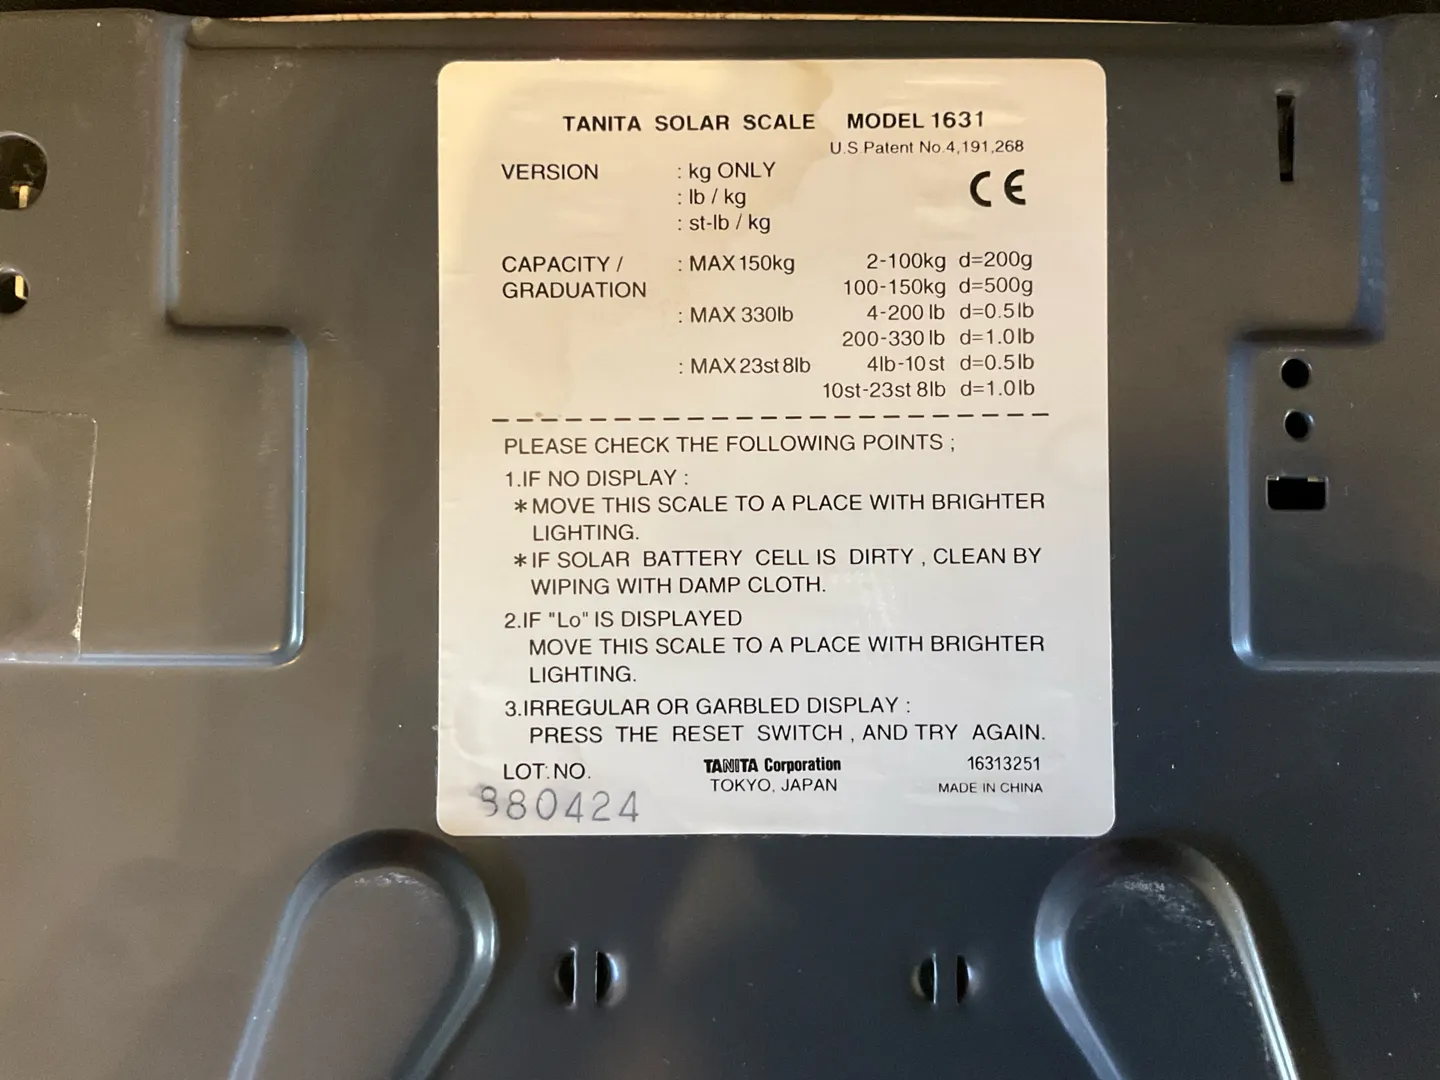 TANITA SOLAR SCALE MODEL 1631
U.S. Patent No.4,191,268
VERSION : kg ONLY
: lb / kg
: st-lb / kg
CE
CAPACITY / : MAX 150kg 2-100kg d=200g
GRADUATION 100-150kg d=500g
: MAX 330lb 4-200 lb d=0.5lb
200-330 lb d=1.0lb
: MAX 23st 8lb 4lb-10 st d=0.5lb
10st-23st 8lb d=1.0lb
PLEASE CHECK THE FOLLOWING POINTS ;
1.IF NO DISPLAY :
* MOVE THIS SCALE TO A PLACE WITH BRIGHTER
LIGHTING.
* IF SOLAR BATTERY CELL IS DIRTY , CLEAN BY
WIPING WITH DAMP CLOTH.
2.IF "Lo" IS DISPLAYED
MOVE THIS SCALE TO A PLACE WITH BRIGHTER
LIGHTING.
3.IRREGULAR OR GARBLED DISPLAY :
PRESS THE RESET SWITCH , AND TRY AGAIN.
LOT. NO. TANITA Corporation 16313251
TOKYO, JAPAN MADE IN CHINA
980424